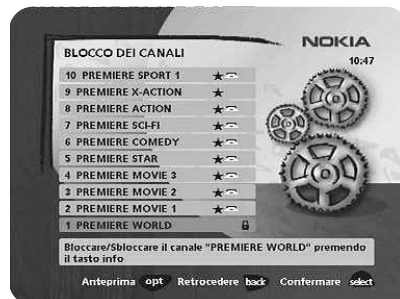 NOKIA
BLOCCO DEI CANALI
10:47
10 PREMIERE SPORT 1
9 PREMIERE X-ACTION
8 PREMIERE ACTION
7 PREMIERE SCI-FI
6 PREMIERE COMEDY
5 PREMIERE STAR
4 PREMIERE MOVIE 3
3 PREMIERE MOVIE 2
2 PREMIERE MOVIE 1
1 PREMIERE WORLD
Bloccare/Sbloccare il canale "PREMIERE WORLD" premendo
il tasto info
Anteprima opt Retrocedere back Confermare select